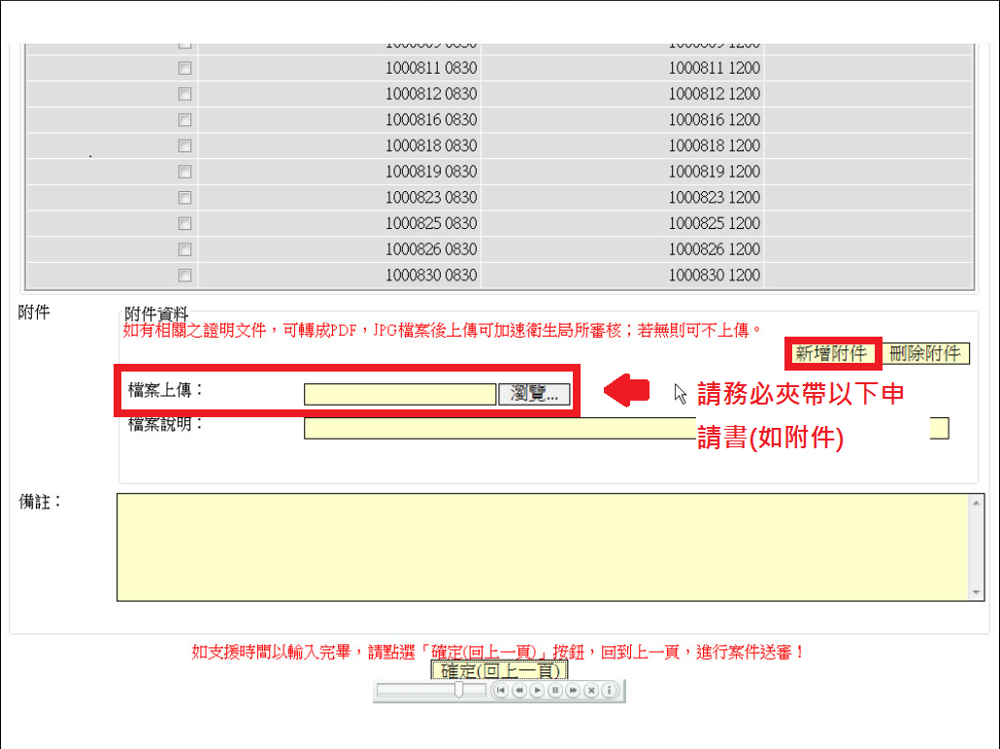 1000809 0830 1000809 1200
1000811 0830 1000811 1200
1000812 0830 1000812 1200
1000816 0830 1000816 1200
1000818 0830 1000818 1200
1000819 0830 1000819 1200
1000823 0830 1000823 1200
1000825 0830 1000825 1200
1000826 0830 1000826 1200
1000830 0830 1000830 1200
附件
附件資料
如有相關之證明文件，可轉成PDF，JPG檔案後上傳可加速衛生局所審核；若無則可不上傳。
新增附件 刪除附件
檔案上傳： 瀏覽...
請務必夾帶以下申
檔案說明：
請書(如附件)
備註：
如支援時間以輸入完畢，請點選「確定(回上一頁)」按鈕，回到上一頁，進行案件送審！
確定(回上一頁)